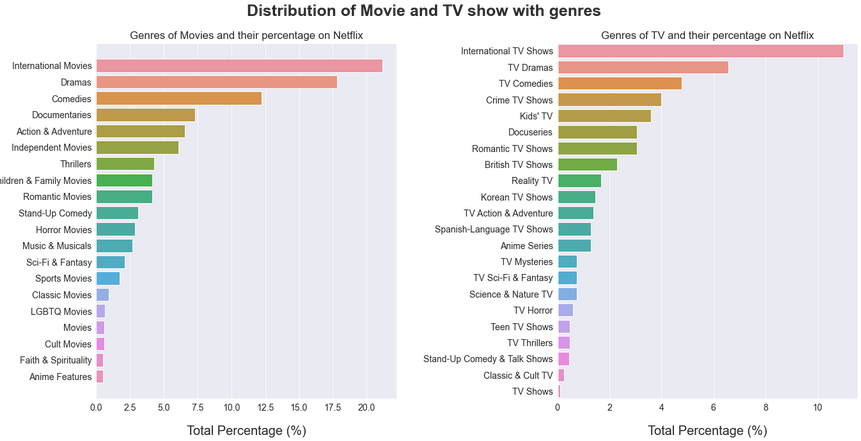 Distribution of Movie and TV show with genres
Genres of Movies and their percentage on Netflix
International Movies
Dramas
Comedies
Documentaries
Action & Adventure
Independent Movies
Thrillers
ildren & Family Movies
Romantic Movies
Stand-Up Comedy
Horror Movies
Music & Musicals
Sci-Fi & Fantasy
Sports Movies
Classic Movies
LGBTQ Movies
Movies
Cult Movies
Faith & Spirituality
Anime Features
0.0 2.5 5.0 7.5 10.0 12.5 15.0 17.5 20.0
Total Percentage (%)
Genres of TV and their percentage on Netflix
International TV Shows
TV Dramas
TV Comedies
Crime TV Shows
Kids' TV
Docuseries
Romantic TV Shows
British TV Shows
Reality TV
Korean TV Shows
TV Action & Adventure
Spanish-Language TV Shows
Anime Series
TV Mysteries
TV Sci-Fi & Fantasy
Science & Nature TV
TV Horror
Teen TV Shows
TV Thrillers
Stand-Up Comedy & Talk Shows
Classic & Cult TV
TV Shows
0 2 4 6 8 10
Total Percentage (%)